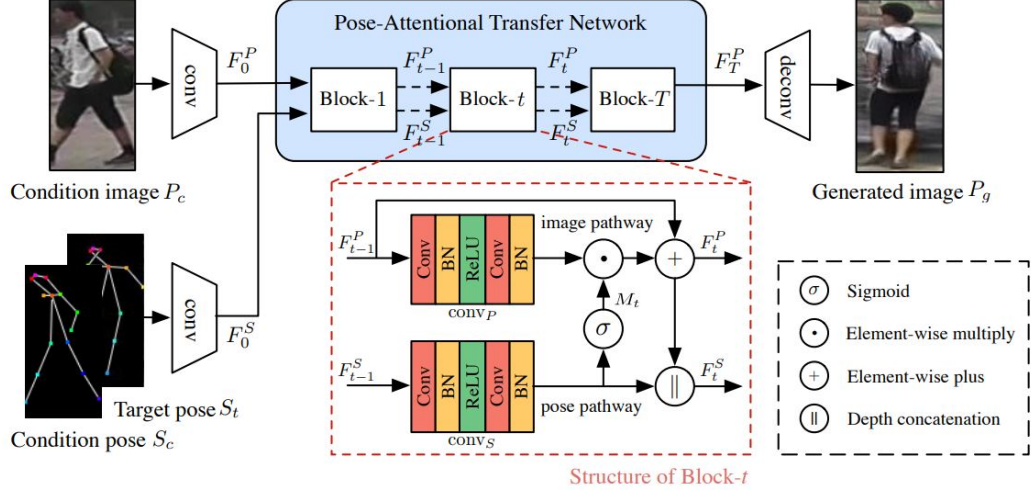 Pose-Attentional Transfer Network
conv
F_0^P
Block-1
F_{t-1}^P
F_{t-1}^S
Block-t
F_t^P
F_t^S
Block-T
F_T^P
deconv
Condition image P_c
Generated image P_g
conv
F_0^S
Target pose S_t
Condition pose S_c
F_{t-1}^P
Conv
BN
ReLU
Conv
BN
conv_P
image pathway
M_t
σ
+
F_t^P
F_{t-1}^S
Conv
BN
ReLU
Conv
BN
conv_S
pose pathway
||
F_t^S
Structure of Block-t
σ Sigmoid
· Element-wise multiply
+ Element-wise plus
|| Depth concatenation